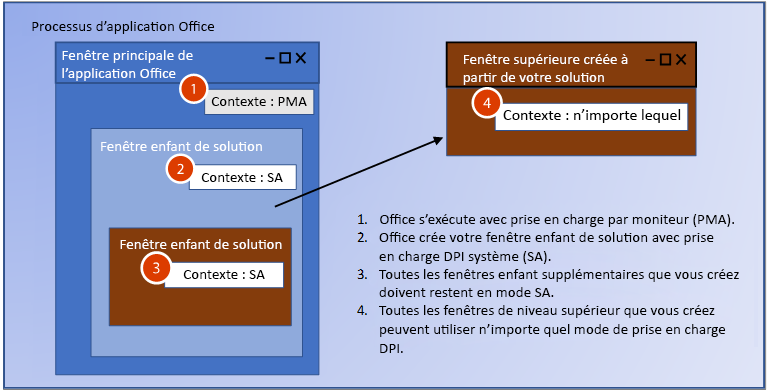 Processus d’application Office
Fenêtre principale de
l’application Office
1
Contexte : PMA
Fenêtre enfant de solution
2
Contexte : SA
Fenêtre enfant de solution
3
Contexte : SA
Fenêtre supérieure créée à
partir de votre solution
4
Contexte : n’importe lequel
1. Office s’exécute avec prise en charge par moniteur (PMA).
2. Office crée votre fenêtre enfant de solution avec prise
en charge DPI système (SA).
3. Toutes les fenêtres enfant supplémentaires que vous créez
doivent restent en mode SA.
4. Toutes les fenêtres de niveau supérieur que vous créez
peuvent utiliser n’importe quel mode de prise en charge
DPI.